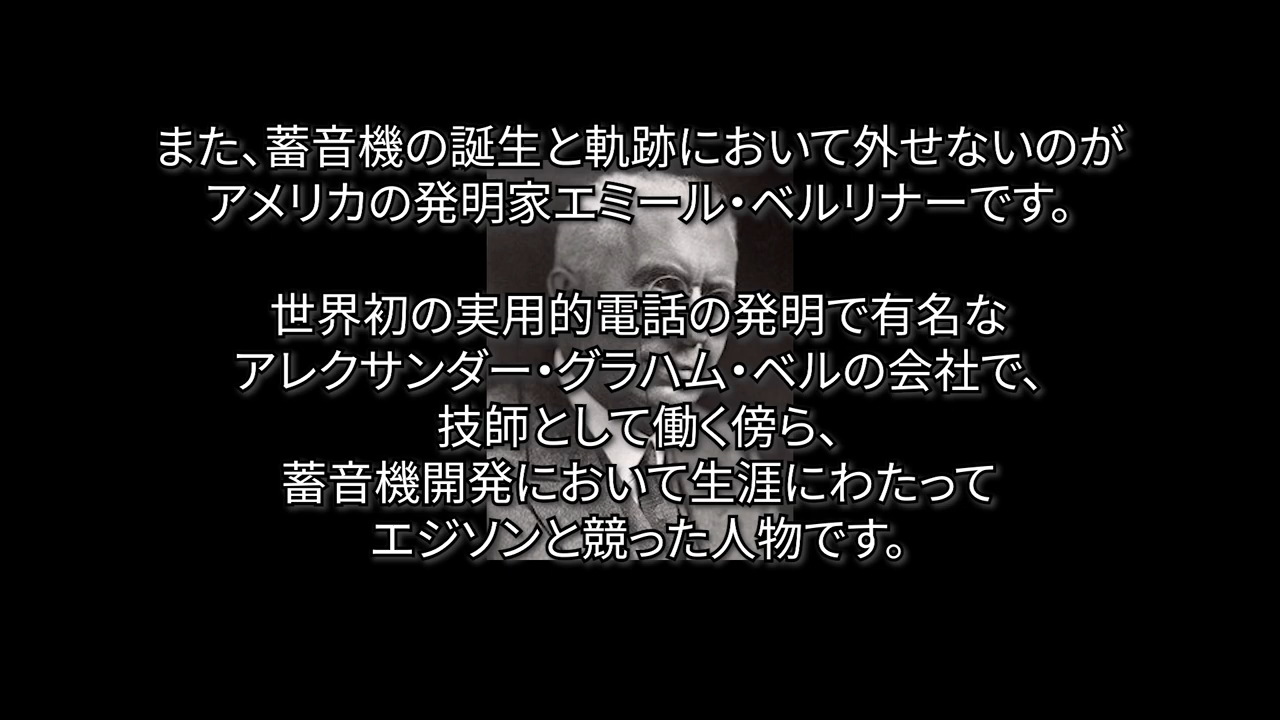 また、蓄音機の誕生と軌跡において外せないのが
アメリカの発明家エミール・ベルリナーです。
世界初の実用的電話の発明で有名な
アレクサンダー・グラハム・ベルの会社で、
技師として働く傍ら、
蓄音機開発において生涯にわたって
エジソンと競った人物です。